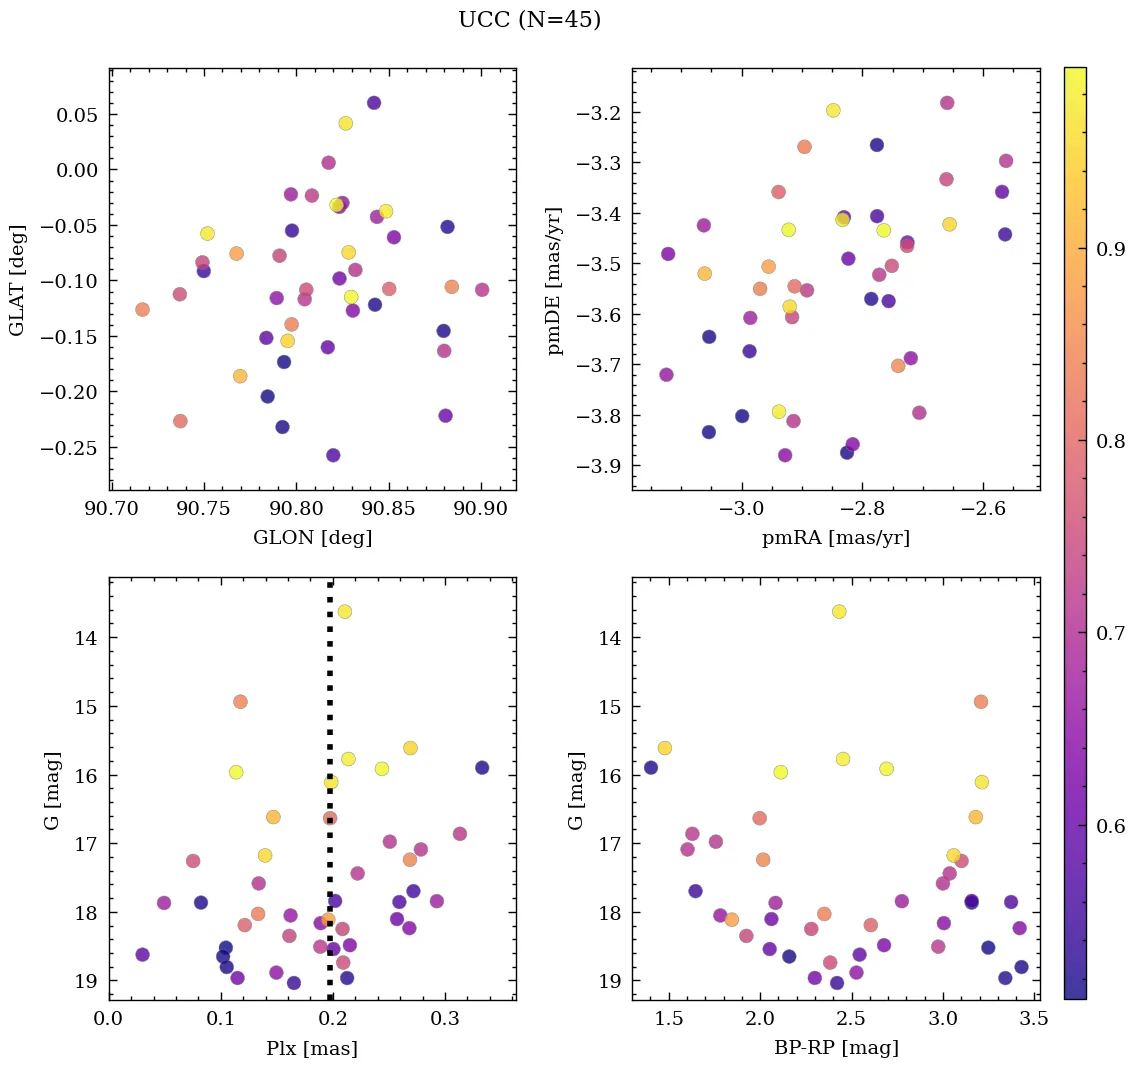 UCC (N=45)
0.05
0.00
−0.05
−0.10
−0.15
−0.20
−0.25
GLAT [deg]
90.70 90.75 90.80 90.85 90.90
GLON [deg]
−3.2
−3.3
−3.4
−3.5
−3.6
−3.7
−3.8
−3.9
pmDE [mas/yr]
−3.0 −2.8 −2.6
pmRA [mas/yr]
0.9
0.8
0.7
0.6
14
15
16
17
18
19
G [mag]
0.0 0.1 0.2 0.3
Plx [mas]
14
15
16
17
18
19
G [mag]
1.5 2.0 2.5 3.0 3.5
BP-RP [mag]